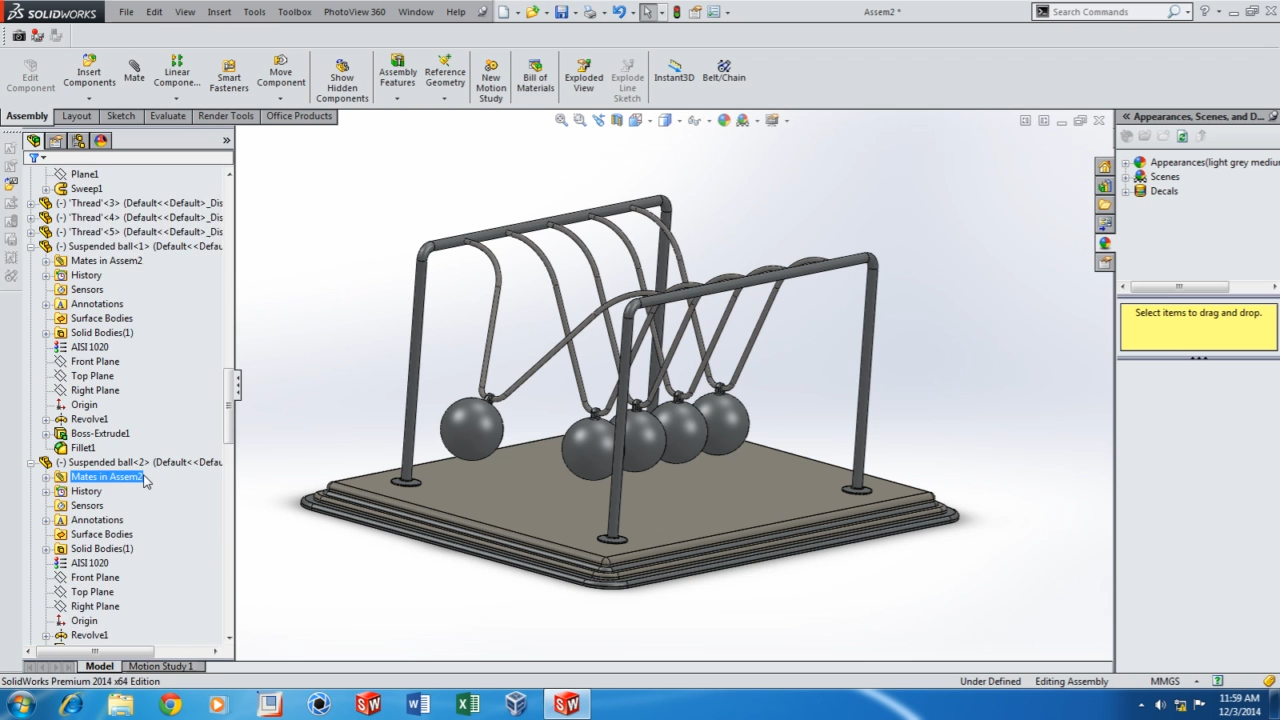 SOLIDWORKS File Edit View Insert Tools Toolbox PhotoView 360 Window Help Assem2 * Search Commands
Edit Component
Insert Components
Mate
Linear Compone...
Smart Fasteners
Move Component
Show Hidden Components
Assembly Features
Reference Geometry
New Motion Study
Bill of Materials
Exploded View
Explode Line Sketch
Instant3D
Belt/Chain
Assembly Layout Sketch Evaluate Render Tools Office Products
Plane1
Sweep1
(-) 'Thread'<3> (Default<<Default>_Dis
(-) 'Thread'<4> (Default<<Default>_Dis
(-) 'Thread'<5> (Default<<Default>_Dis
(-) Suspended ball<1> (Default<<Defau
Mates in Assem2
History
Sensors
Annotations
Surface Bodies
Solid Bodies(1)
AISI 1020
Front Plane
Top Plane
Right Plane
Origin
Revolve1
Boss-Extrude1
Fillet1
(-) Suspended ball<2> (Default<<Defau
Mates in Assem2
History
Sensors
Annotations
Surface Bodies
Solid Bodies(1)
AISI 1020
Front Plane
Top Plane
Right Plane
Origin
Revolve1
Appearances, Scenes, and D...
Appearances(light grey mediu
Scenes
Decals
Select items to drag and drop.
Model Motion Study 1
SolidWorks Premium 2014 x64 Edition Under Defined Editing Assembly MMGS
11:59 AM
12/3/2014